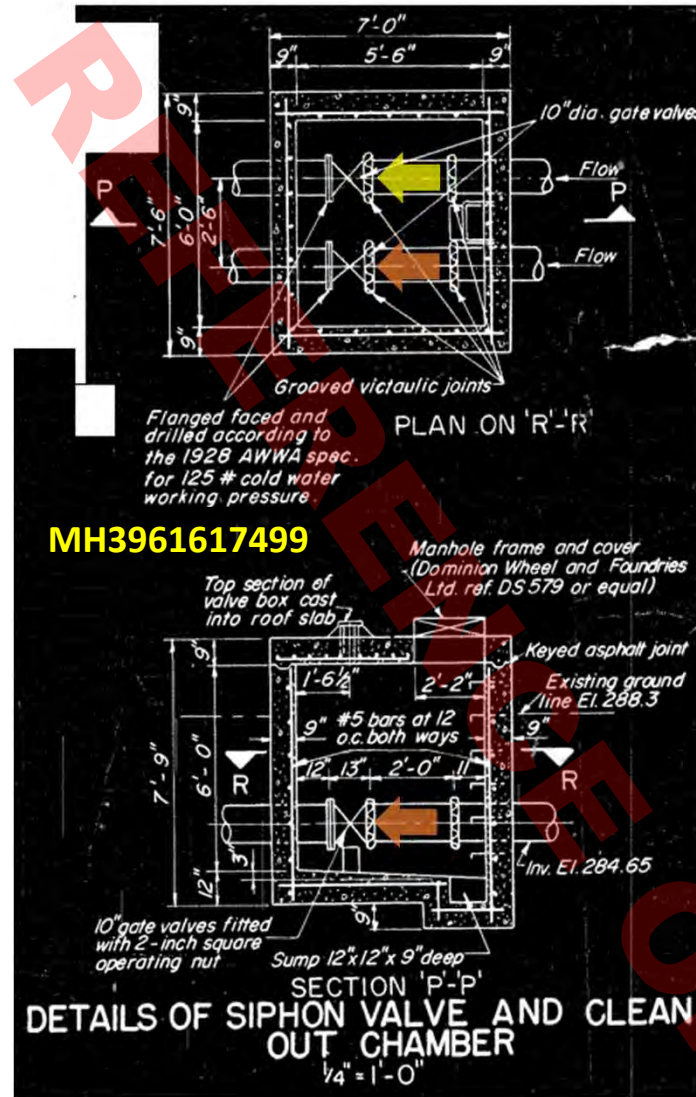 7'-0"
9" 5'-6" 9"
10" dia. gate valves
9"
Flow
P P
7'-6" 6'-0" 2'-6"
Flow
9"
Grooved victaulic joints
Flanged faced and
drilled according to
the 1928 AWWA spec.
for 125 # cold water
working pressure.
PLAN ON 'R'-'R'
MH3961617499
Manhole frame and cover
(Dominion Wheel and Foundries
Ltd. ref. DS 579 or equal)
Top section of
valve box cast
into roof slab
Keyed asphalt joint
9"
1'-6½" 2'-2"
Existing ground
line El. 288.3
9" #5 bars at 12 9"
o.c. both ways
R R
7'-9" 6'-0"
12" 13" 2'-0" 11"
3"
12"
Inv. El. 284.65
9"
10" gate valves fitted
with 2-inch square
operating nut
Sump 12"x12"x 9" deep
SECTION 'P'-'P'
DETAILS OF SIPHON VALVE AND CLEAN
OUT CHAMBER
¼" = 1'-0"
REFERENCE O